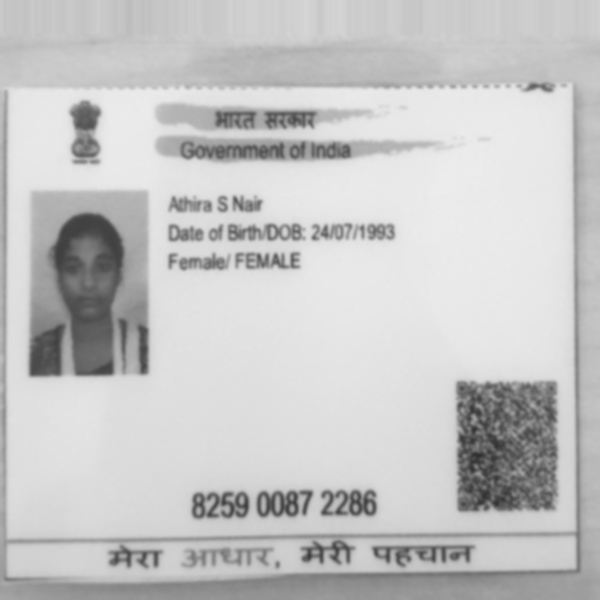 भारत सरकार
Government of India
Athira S Nair
Date of Birth/DOB: 24/07/1993
Female/ FEMALE
8259 0087 2286
मेरा आधार, मेरी पहचान